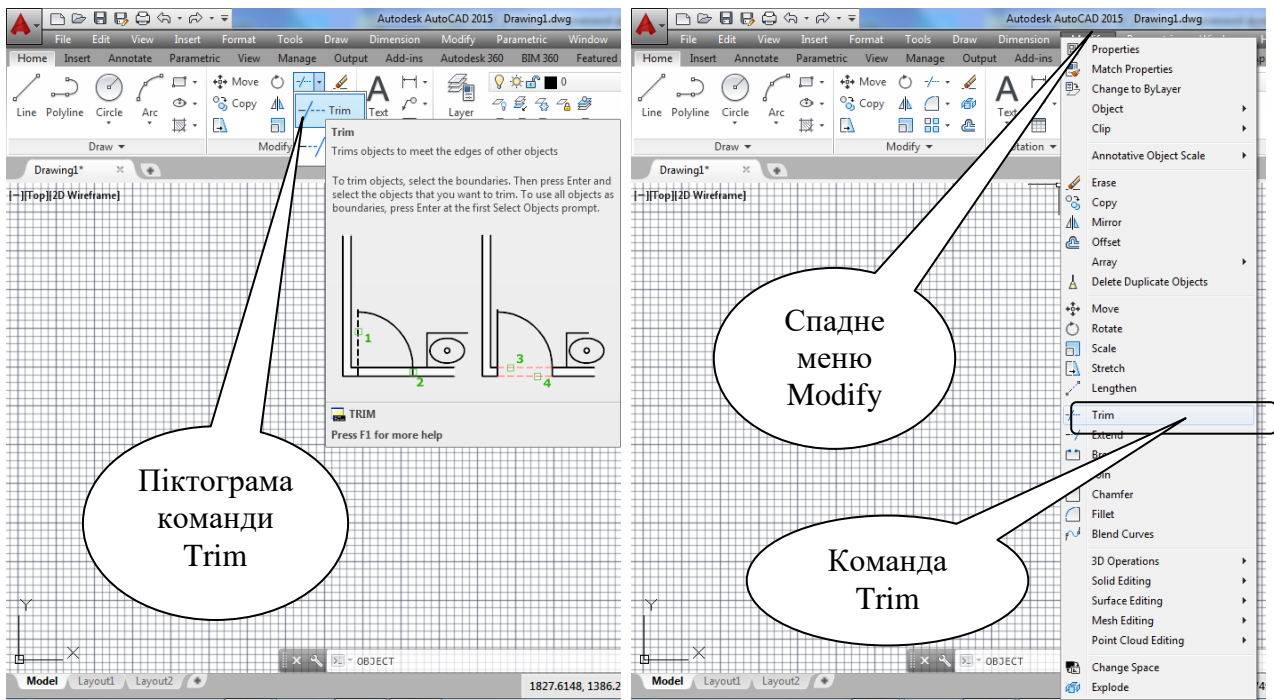 Autodesk AutoCAD 2015 Drawing1.dwg
File Edit View Insert Format Tools Draw Dimension Modify Parametric Window
Home Insert Annotate Parametric View Manage Output Add-ins Autodesk 360 BIM 360 Featured
Line Polyline Circle Arc
Move
Copy
Trim
Text
Layer
0
Draw
Modify
Drawing1*
[−][Top][2D Wireframe]
Trim
Trims objects to meet the edges of other objects
To trim objects, select the boundaries. Then press Enter and
select the objects that you want to trim. To use all objects as
boundaries, press Enter at the first Select Objects prompt.
1
2
3
4
TRIM
Press F1 for more help
Піктограма
команди
Trim
Y
X
OBJECT
Model Layout1 Layout2
1827.6148, 1386.2
Autodesk AutoCAD 2015 Drawing1.dwg
File Edit View Insert Format Tools Draw Dimension
Home Insert Annotate Parametric View Manage Output Add-ins
Line Polyline Circle Arc
Move
Copy
Draw
Modify
Drawing1*
[−][Top][2D Wireframe]
Properties
Match Properties
Change to ByLayer
Object
Clip
Annotative Object Scale
Erase
Copy
Mirror
Offset
Array
Delete Duplicate Objects
Move
Rotate
Scale
Stretch
Lengthen
Trim
Extend
Chamfer
Fillet
Blend Curves
3D Operations
Solid Editing
Surface Editing
Mesh Editing
Point Cloud Editing
Change Space
Explode
Спадне
меню
Modify
Команда
Trim
Y
X
OBJECT
Model Layout1 Layout2